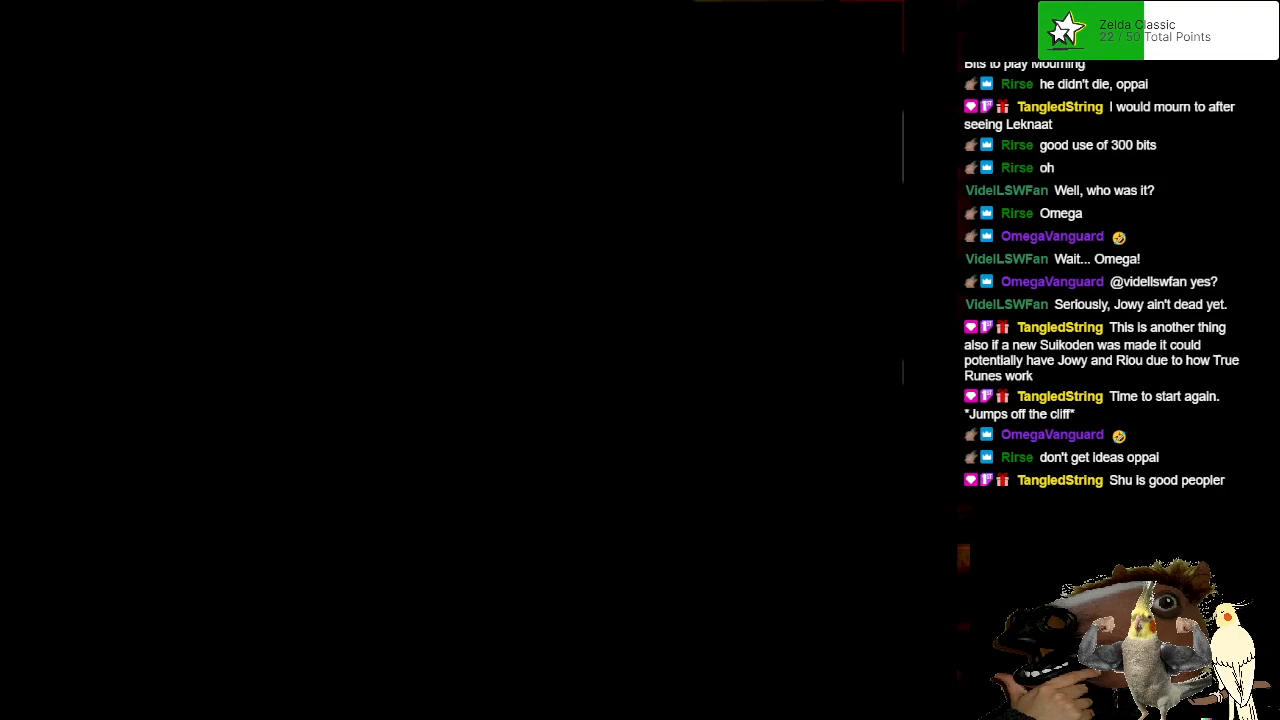 Zelda Classic
22 / 50 Total Points
Bits to play Mourning
Rirse he didn't die, oppai
TangledString I would mourn to after
seeing Leknaat
Rirse good use of 300 bits
Rirse oh
VidelLSWFan Well, who was it?
Rirse Omega
OmegaVanguard
VidelLSWFan Wait... Omega!
OmegaVanguard @videllswfan yes?
VidelLSWFan Seriously, Jowy ain't dead yet.
TangledString This is another thing
also if a new Suikoden was made it could
potentially have Jowy and Riou due to how True
Runes work
TangledString Time to start again.
*Jumps off the cliff*
OmegaVanguard
Rirse don't get ideas oppai
TangledString Shu is good peopler